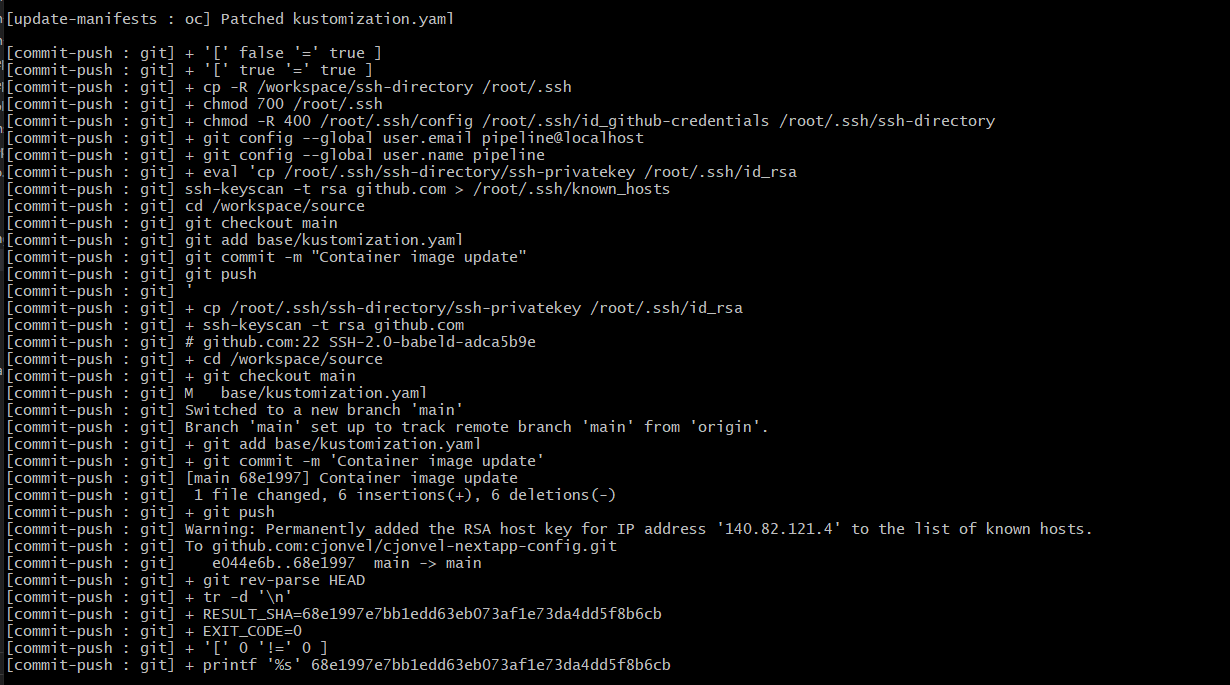 [update-manifests : oc] Patched kustomization.yaml
[commit-push : git] + '[' false '=' true ]
[commit-push : git] + '[' true '=' true ]
[commit-push : git] + cp -R /workspace/ssh-directory /root/.ssh
[commit-push : git] + chmod 700 /root/.ssh
[commit-push : git] + chmod -R 400 /root/.ssh/config /root/.ssh/id_github-credentials /root/.ssh/ssh-directory
[commit-push : git] + git config --global user.email pipeline@localhost
[commit-push : git] + git config --global user.name pipeline
[commit-push : git] + eval 'cp /root/.ssh/ssh-directory/ssh-privatekey /root/.ssh/id_rsa
[commit-push : git] ssh-keyscan -t rsa github.com > /root/.ssh/known_hosts
[commit-push : git] cd /workspace/source
[commit-push : git] git checkout main
[commit-push : git] git add base/kustomization.yaml
[commit-push : git] git commit -m "Container image update"
[commit-push : git] git push
[commit-push : git] '
[commit-push : git] + cp /root/.ssh/ssh-directory/ssh-privatekey /root/.ssh/id_rsa
[commit-push : git] + ssh-keyscan -t rsa github.com
[commit-push : git] # github.com:22 SSH-2.0-babeld-adca5b9e
[commit-push : git] + cd /workspace/source
[commit-push : git] + git checkout main
[commit-push : git] M   base/kustomization.yaml
[commit-push : git] Switched to a new branch 'main'
[commit-push : git] Branch 'main' set up to track remote branch 'main' from 'origin'.
[commit-push : git] + git add base/kustomization.yaml
[commit-push : git] + git commit -m 'Container image update'
[commit-push : git] [main 68e1997] Container image update
[commit-push : git]  1 file changed, 6 insertions(+), 6 deletions(-)
[commit-push : git] + git push
[commit-push : git] Warning: Permanently added the RSA host key for IP address '140.82.121.4' to the list of known hosts.
[commit-push : git] To github.com:cjonvel/cjonvel-nextapp-config.git
[commit-push : git]    e044e6b..68e1997  main -> main
[commit-push : git] + git rev-parse HEAD
[commit-push : git] + tr -d '\n'
[commit-push : git] + RESULT_SHA=68e1997e7bb1edd63eb073af1e73da4dd5f8b6cb
[commit-push : git] + EXIT_CODE=0
[commit-push : git] + '[' 0 '!=' 0 ]
[commit-push : git] + printf '%s' 68e1997e7bb1edd63eb073af1e73da4dd5f8b6cb